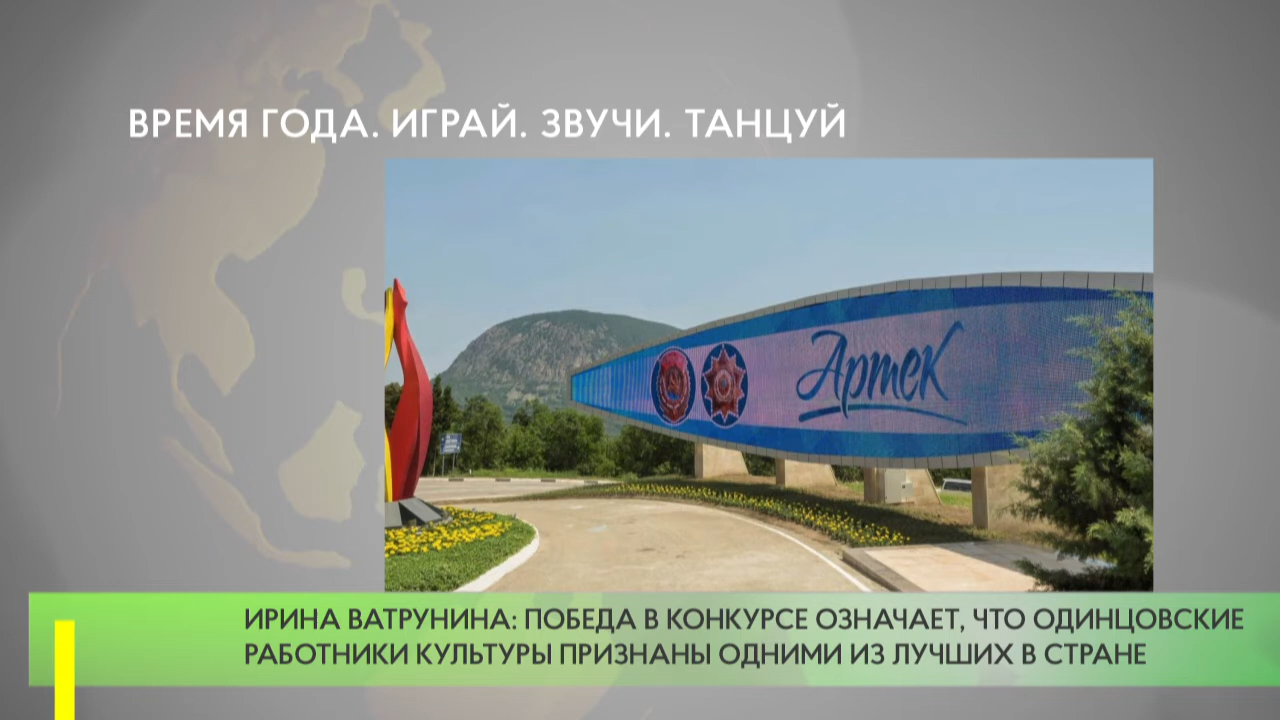 ВРЕМЯ ГОДА. ИГРАЙ. ЗВУЧИ. ТАНЦУЙ
Артек
ИРИНА ВАТРУНИНА: ПОБЕДА В КОНКУРСЕ ОЗНАЧАЕТ, ЧТО ОДИНЦОВСКИЕ
РАБОТНИКИ КУЛЬТУРЫ ПРИЗНАНЫ ОДНИМИ ИЗ ЛУЧШИХ В СТРАНЕ